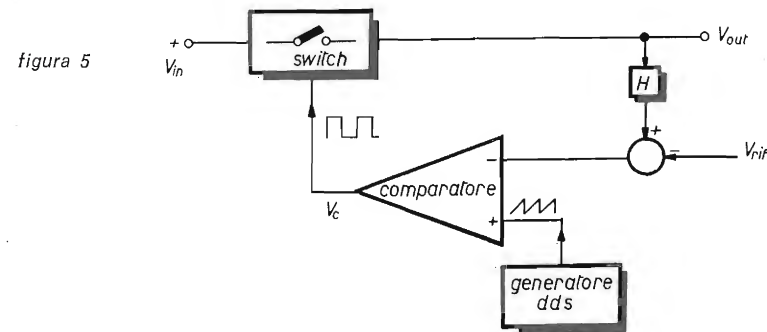 figura 5
+
V_in
switch
V_out
H
+
−
V_rif
V_c
comparatore
−
+
generatore
dds